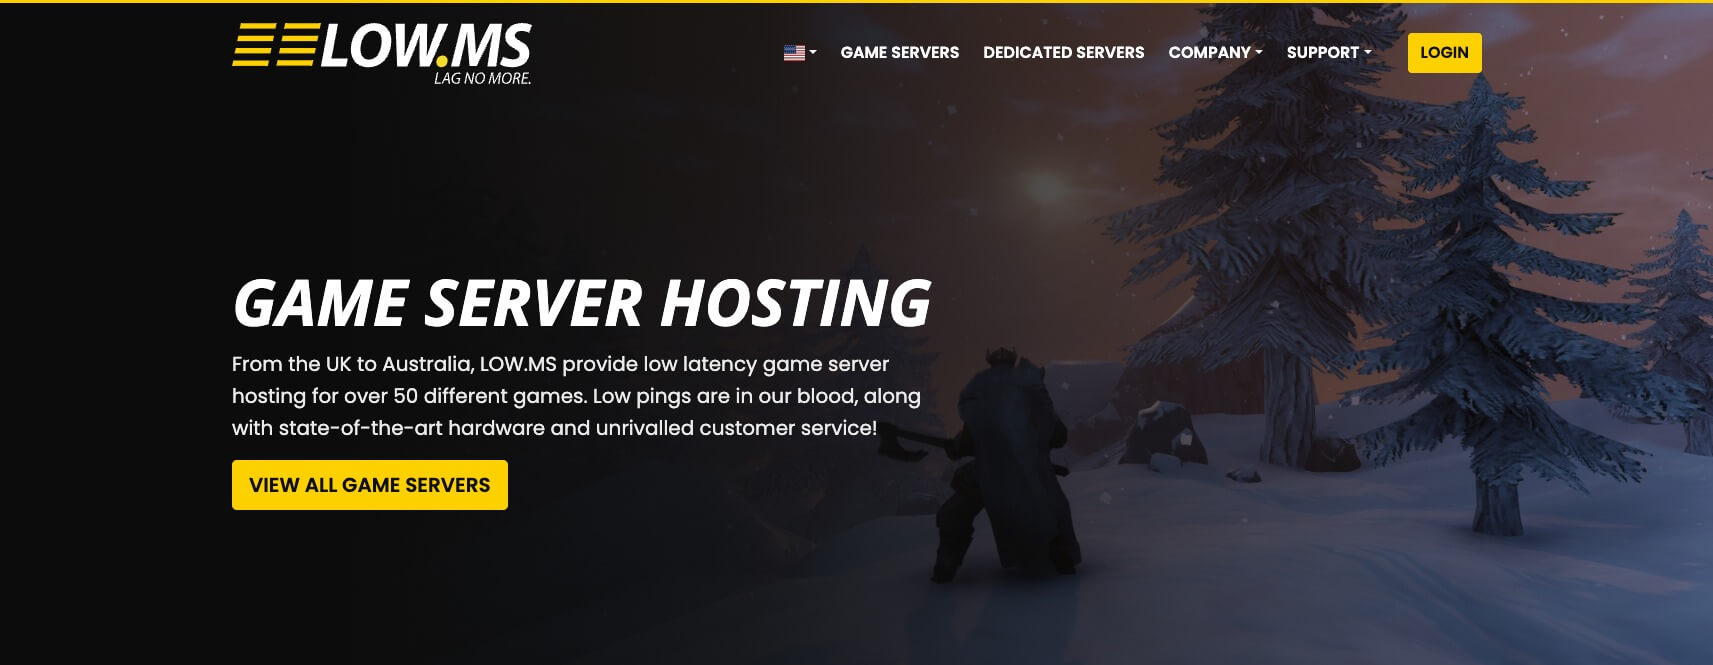 LOW.MS
LAG NO MORE.
GAME SERVERS
DEDICATED SERVERS
COMPANY
SUPPORT
LOGIN
GAME SERVER HOSTING
From the UK to Australia, LOW.MS provide low latency game server
hosting for over 50 different games. Low pings are in our blood, along
with state-of-the-art hardware and unrivalled customer service!
VIEW ALL GAME SERVERS